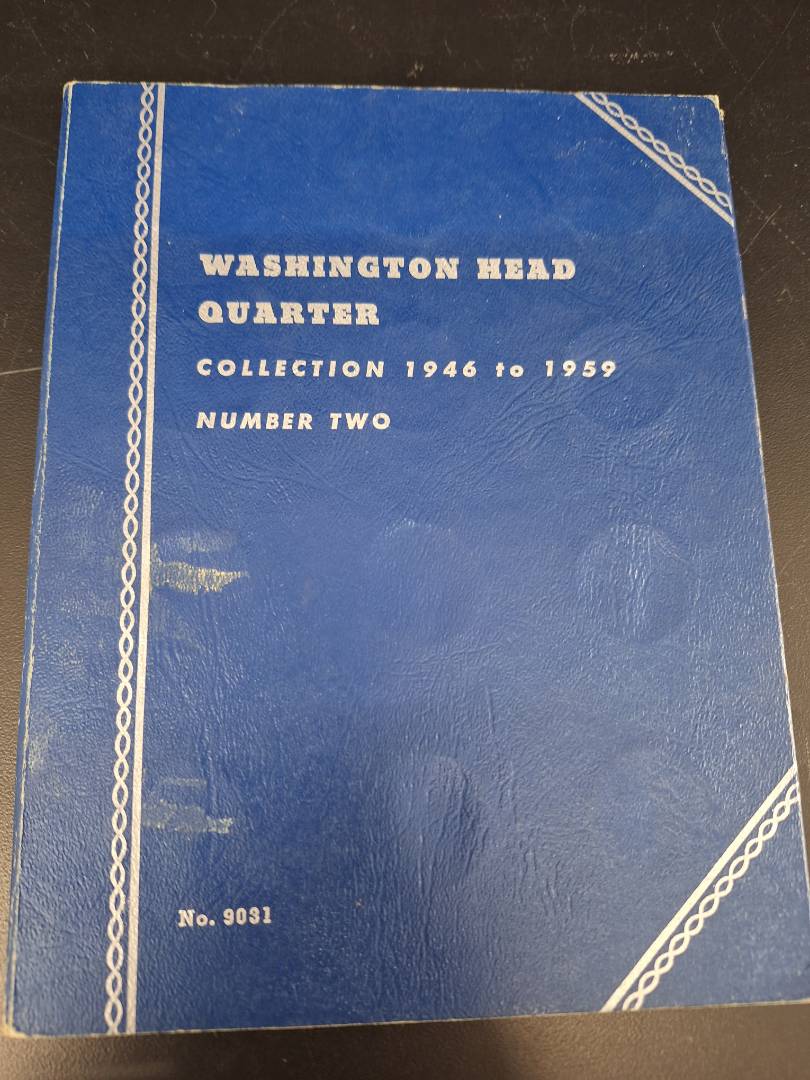 WASHINGTON HEAD
QUARTER
COLLECTION 1946 to 1959
NUMBER TWO
No. 9031